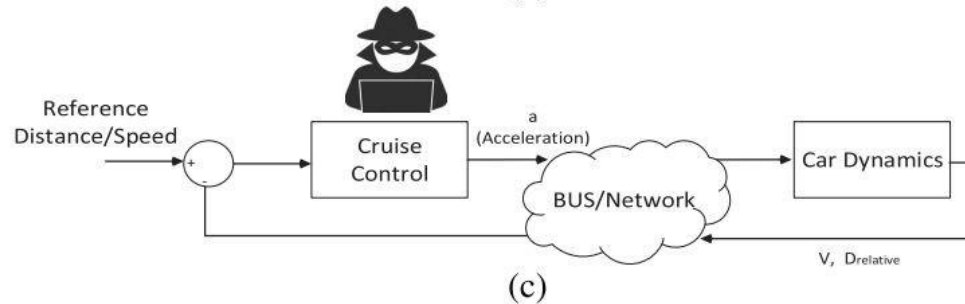 Reference
Distance/Speed
+
-
Cruise
Control
a
(Acceleration)
BUS/Network
Car Dynamics
V, Drelative
(c)